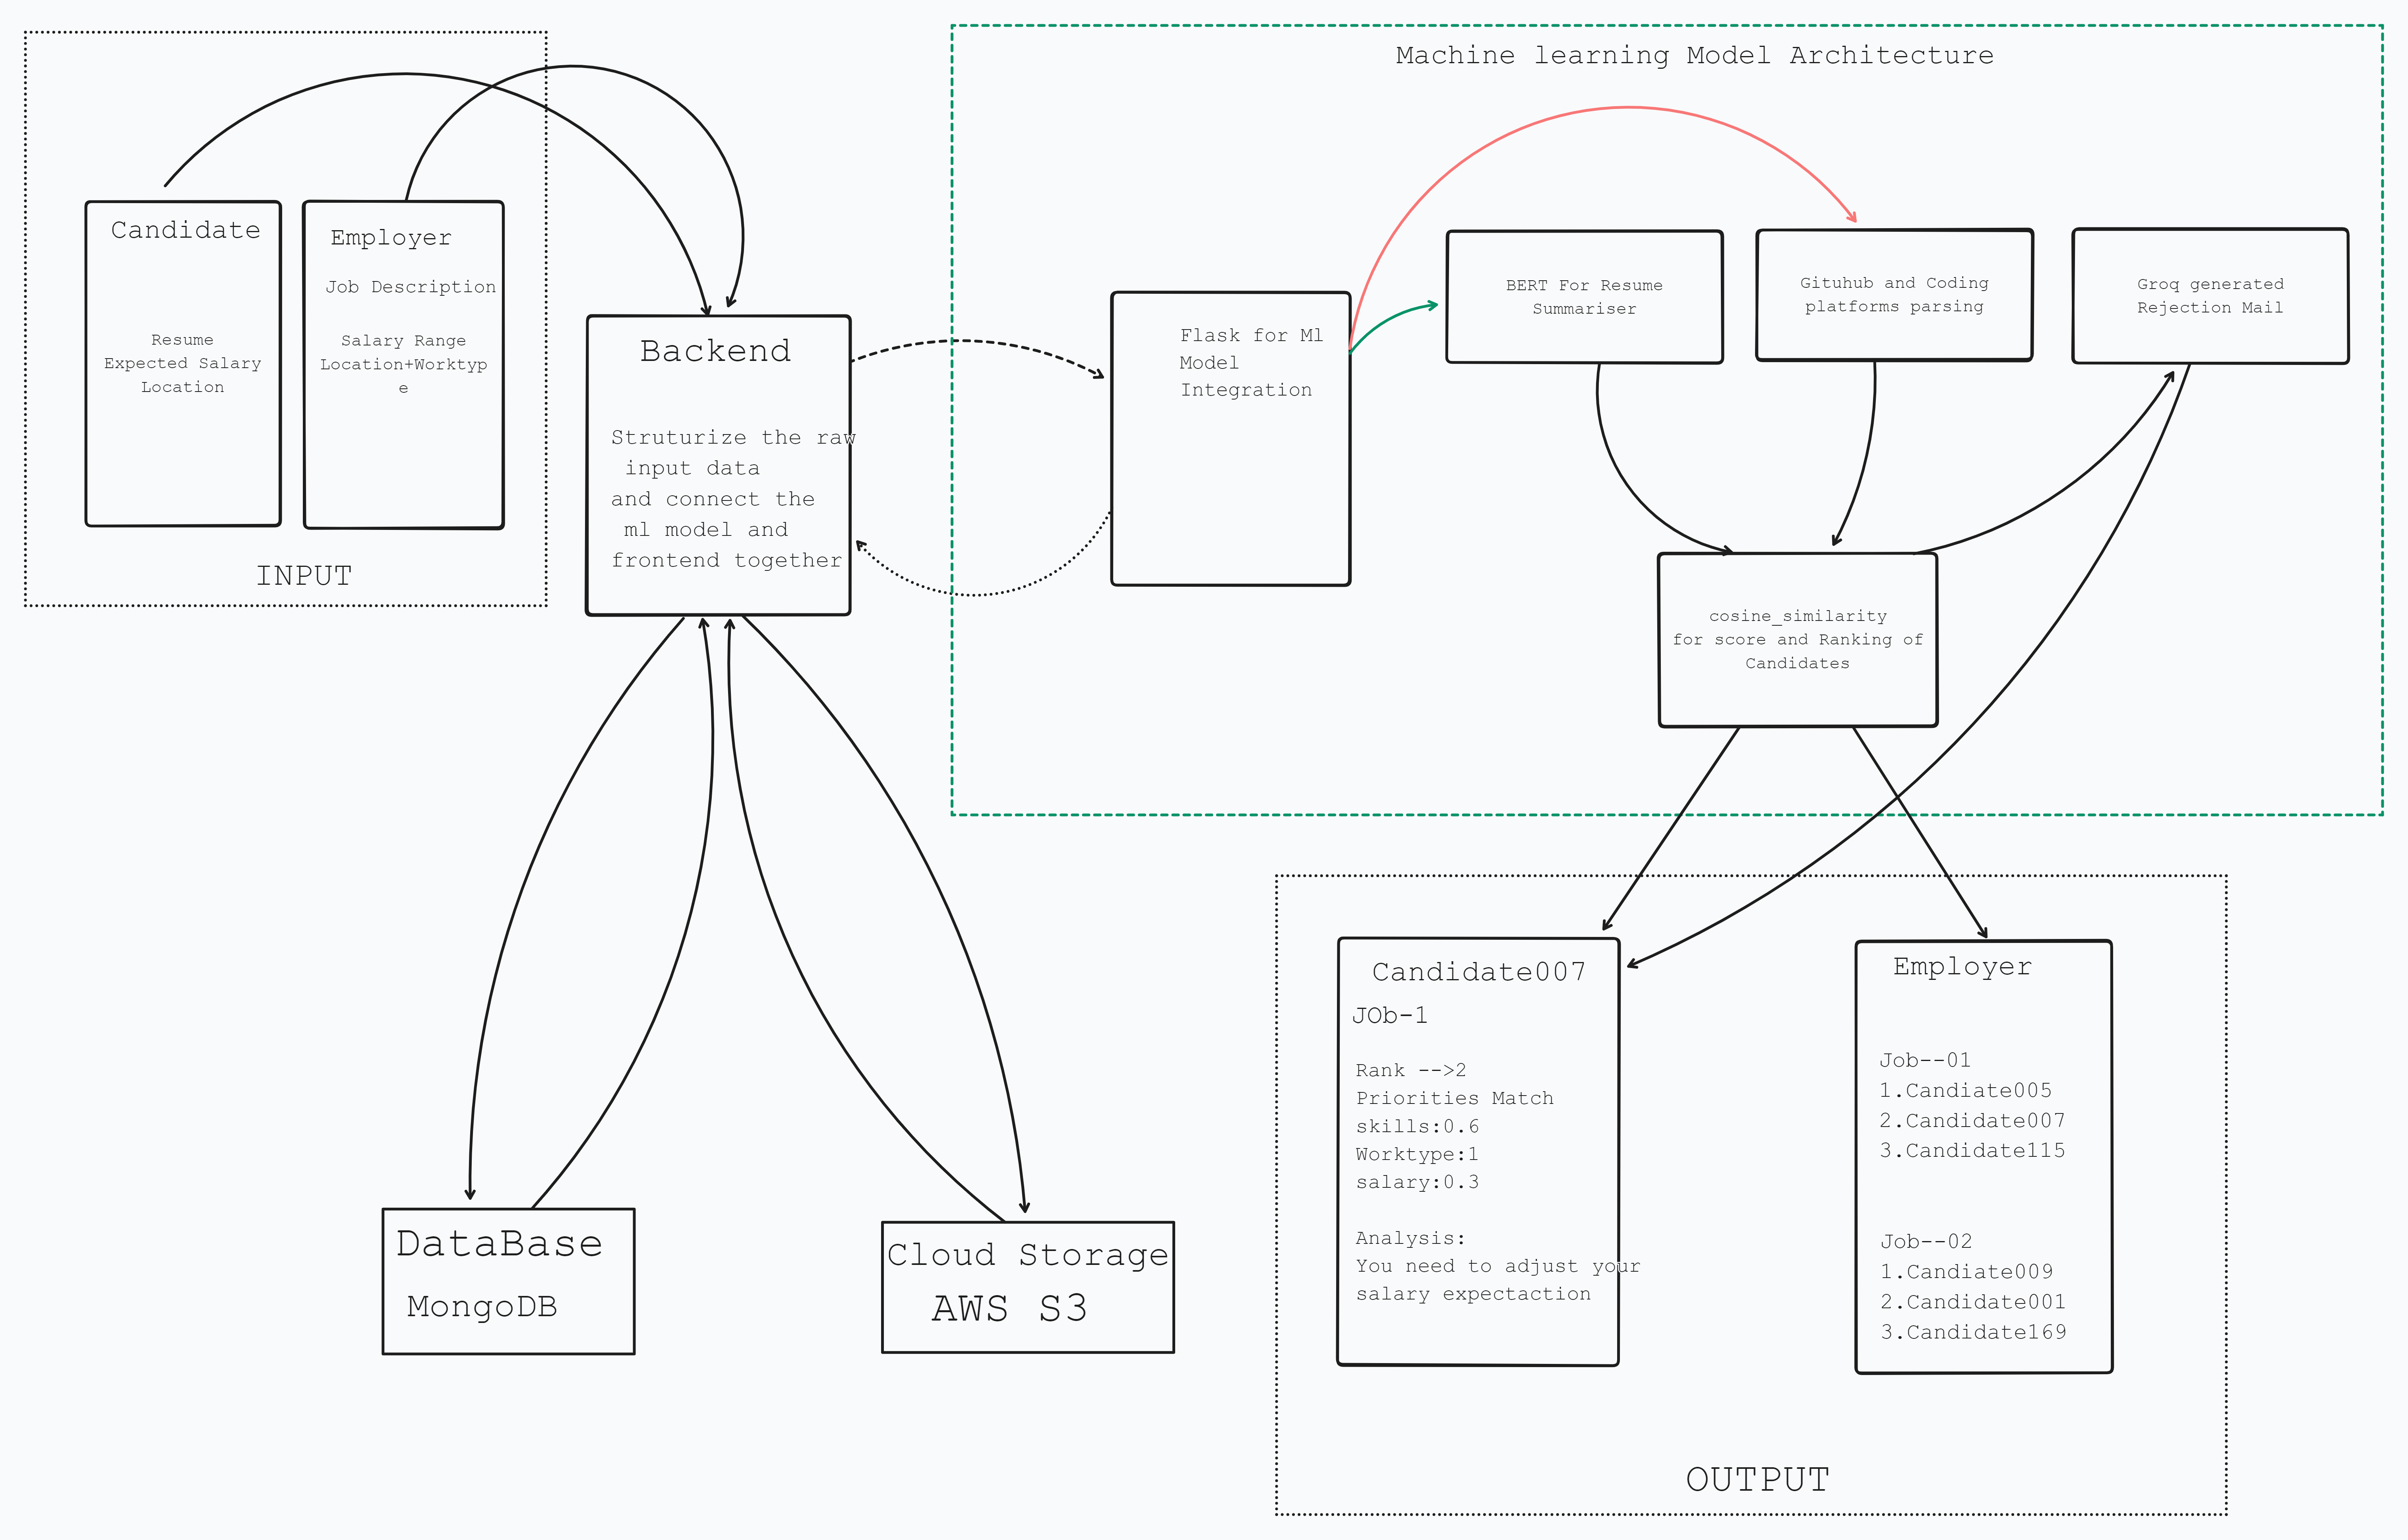 Machine learning Model Architecture
Candidate
Resume
Expected Salary
Location
Employer
Job Description
Salary Range
Location+Worktyp
e
INPUT
Backend
Struturize the raw
input data
and connect the
ml model and
frontend together
Flask for Ml
Model
Integration
BERT For Resume
Summariser
Gituhub and Coding
platforms parsing
Groq generated
Rejection Mail
cosine_similarity
for score and Ranking of
Candidates
DataBase
MongoDB
Cloud Storage
AWS S3
Candidate007
JOb-1
Rank -->2
Priorities Match
skills:0.6
Worktype:1
salary:0.3
Analysis:
You need to adjust your
salary expectaction
Employer
Job--01
1.Candiate005
2.Candidate007
3.Candidate115
Job--02
1.Candiate009
2.Candidate001
3.Candidate169
OUTPUT